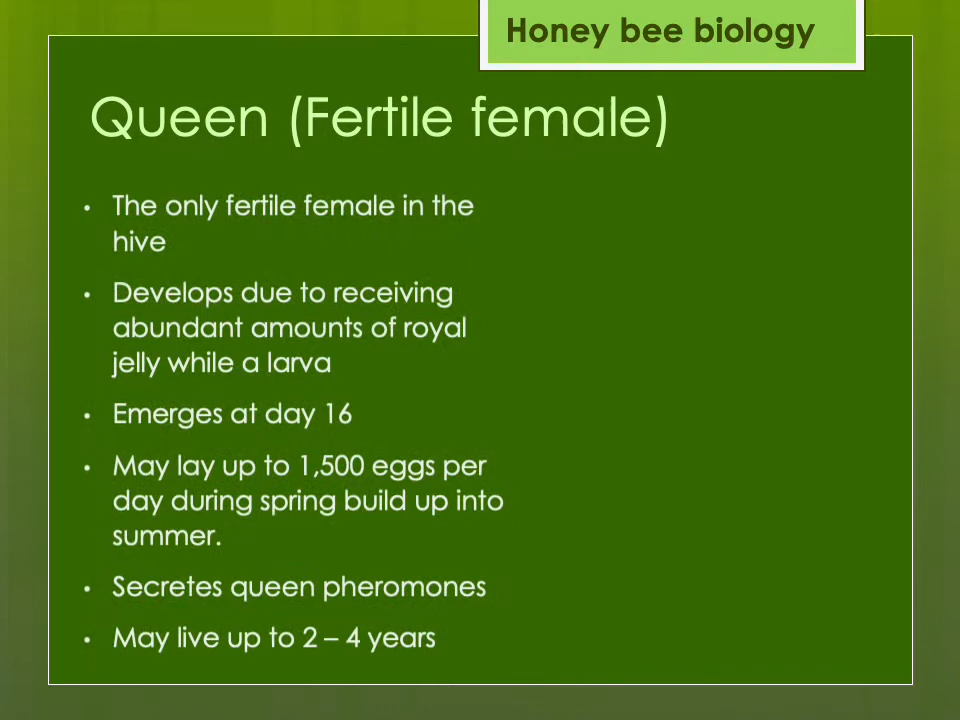 Honey bee biology
Queen (Fertile female)
• The only fertile female in the
hive
• Develops due to receiving
abundant amounts of royal
jelly while a larva
• Emerges at day 16
• May lay up to 1,500 eggs per
day during spring build up into
summer.
• Secretes queen pheromones
• May live up to 2 – 4 years